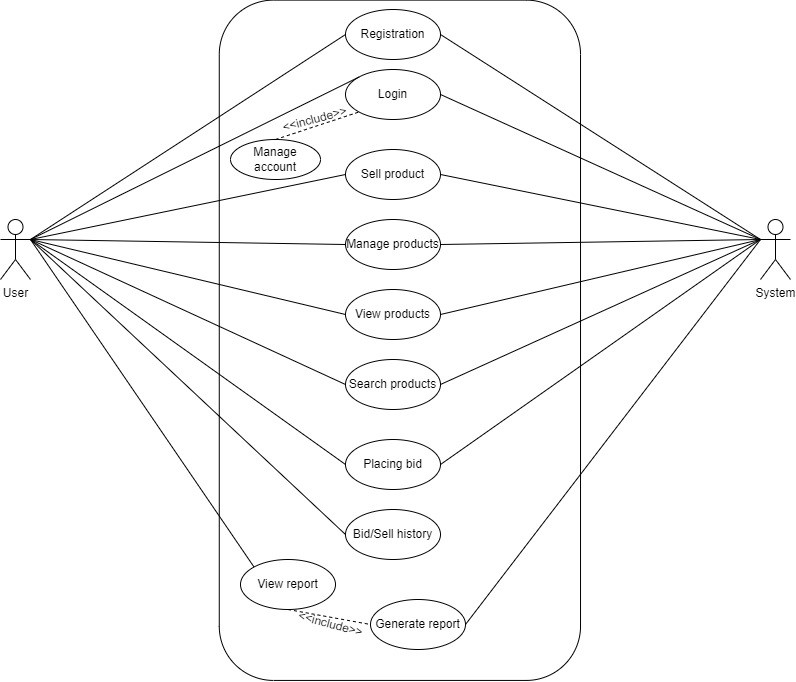 Registration
Login
<<include>>
Manage
account
Sell product
Manage products
User
System
View products
Search products
Placing bid
Bid/Sell history
View report
<<include>>
Generate report